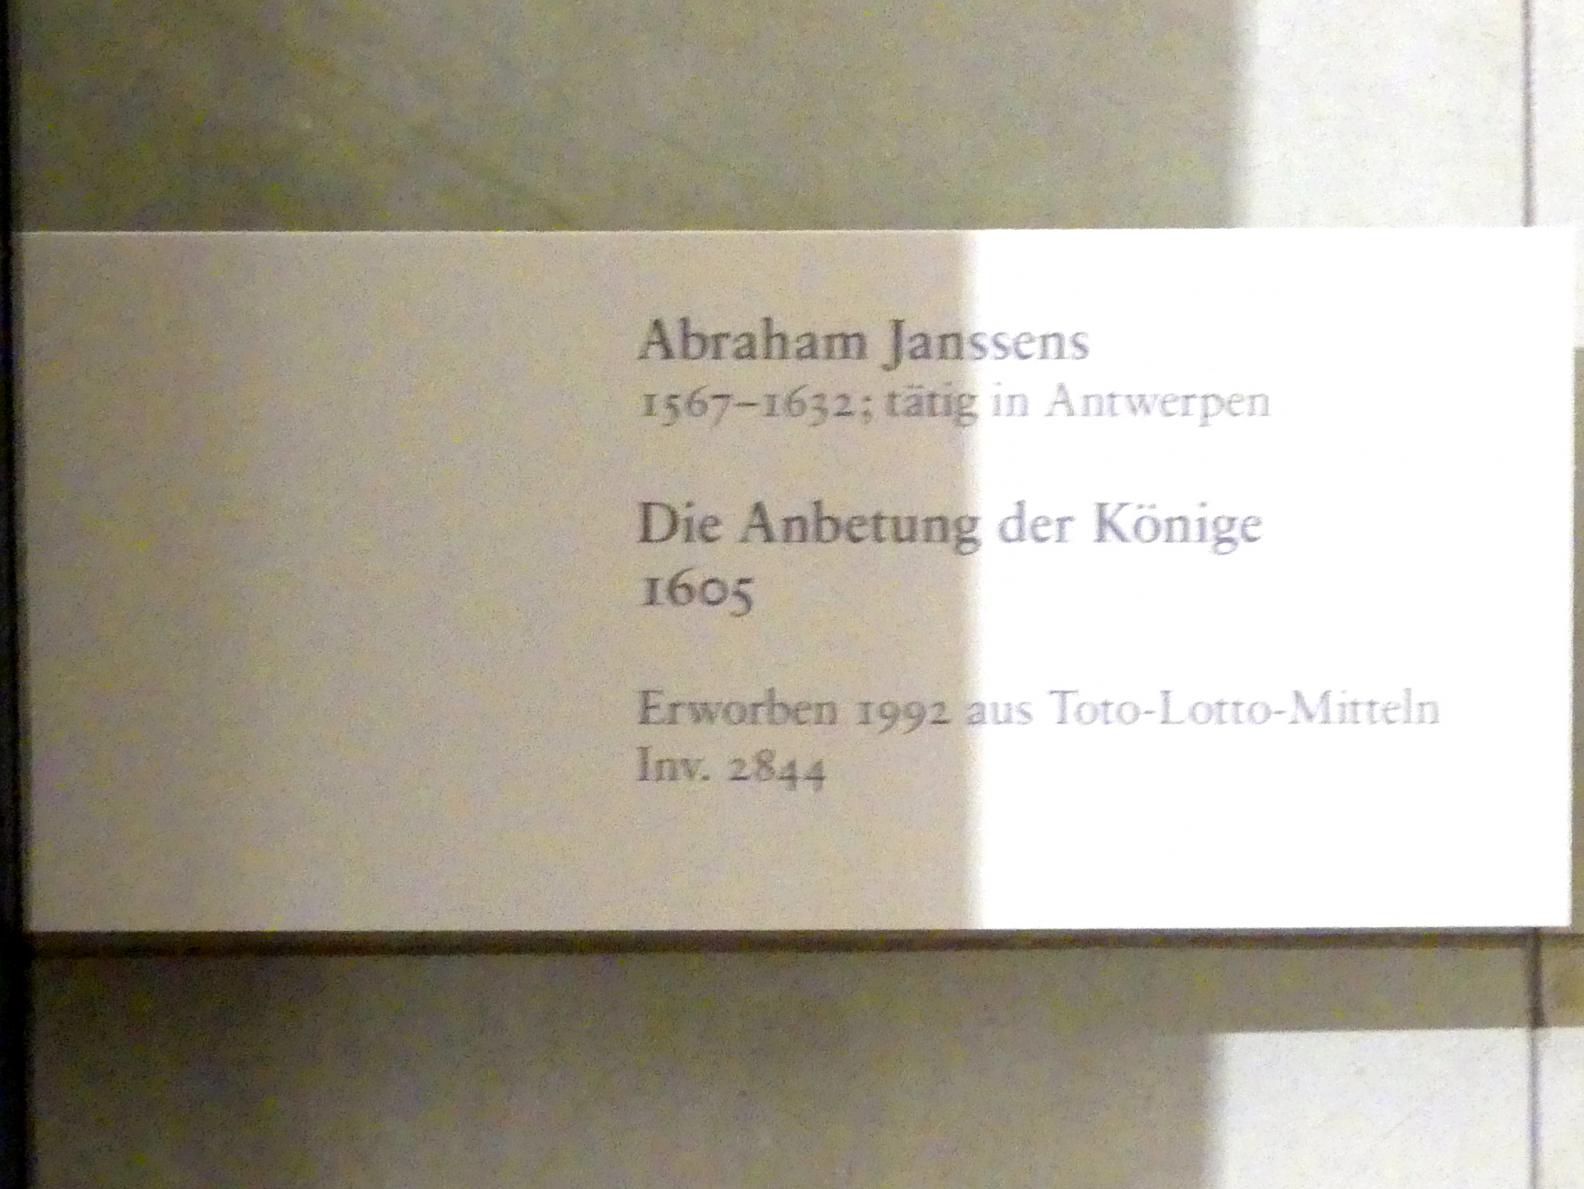 Abraham Janssens
1567–1632; tätig in Antwerpen
Die Anbetung der Könige
1605
Erworben 1992 aus Toto-Lotto-Mitteln
Inv. 2844